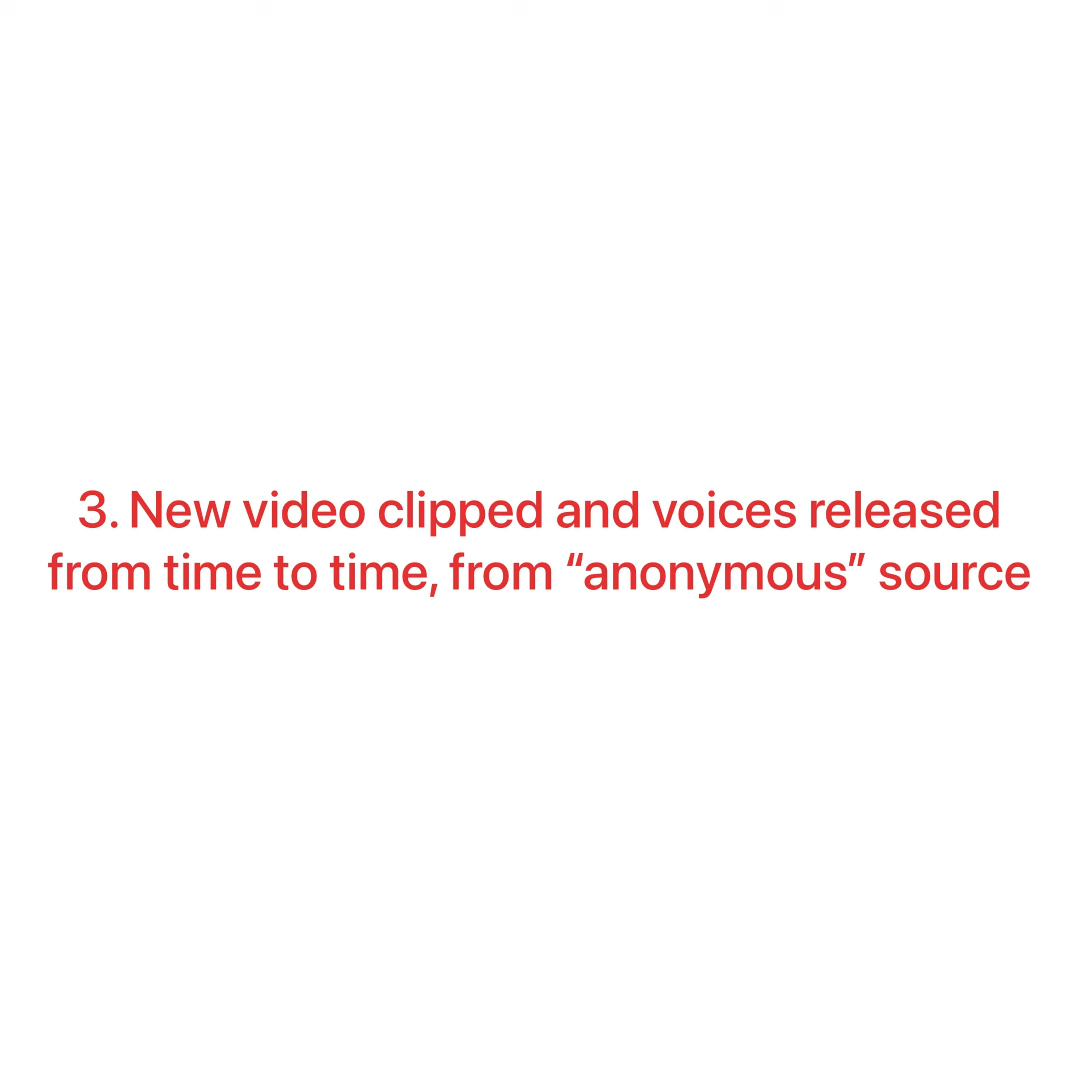 3. New video clipped and voices released
from time to time, from “anonymous” source